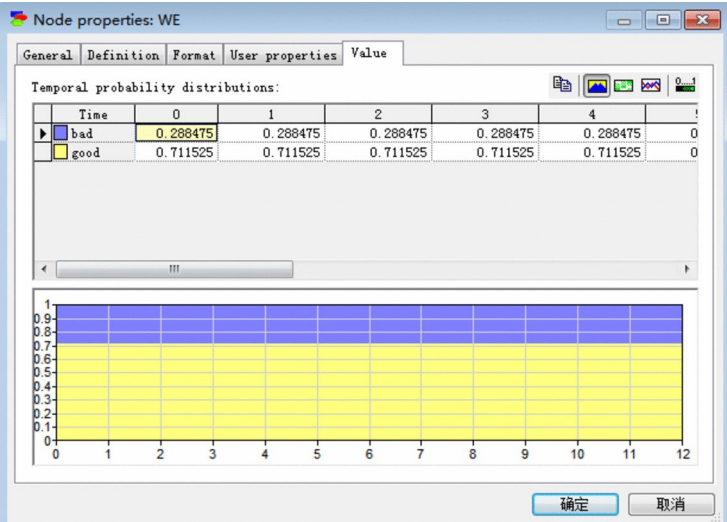 Node properties: WE
General Definition Format User properties Value
Temporal probability distributions:
0...1
Time 0 1 2 3 4
bad 0.288475 0.288475 0.288475 0.288475 0.288475 0
good 0.711525 0.711525 0.711525 0.711525 0.711525 0
1
0.9
0.8
0.7
0.6
0.5
0.4
0.3
0.2
0.1
0
0 1 2 3 4 5 6 7 8 9 10 11 12
确定 取消